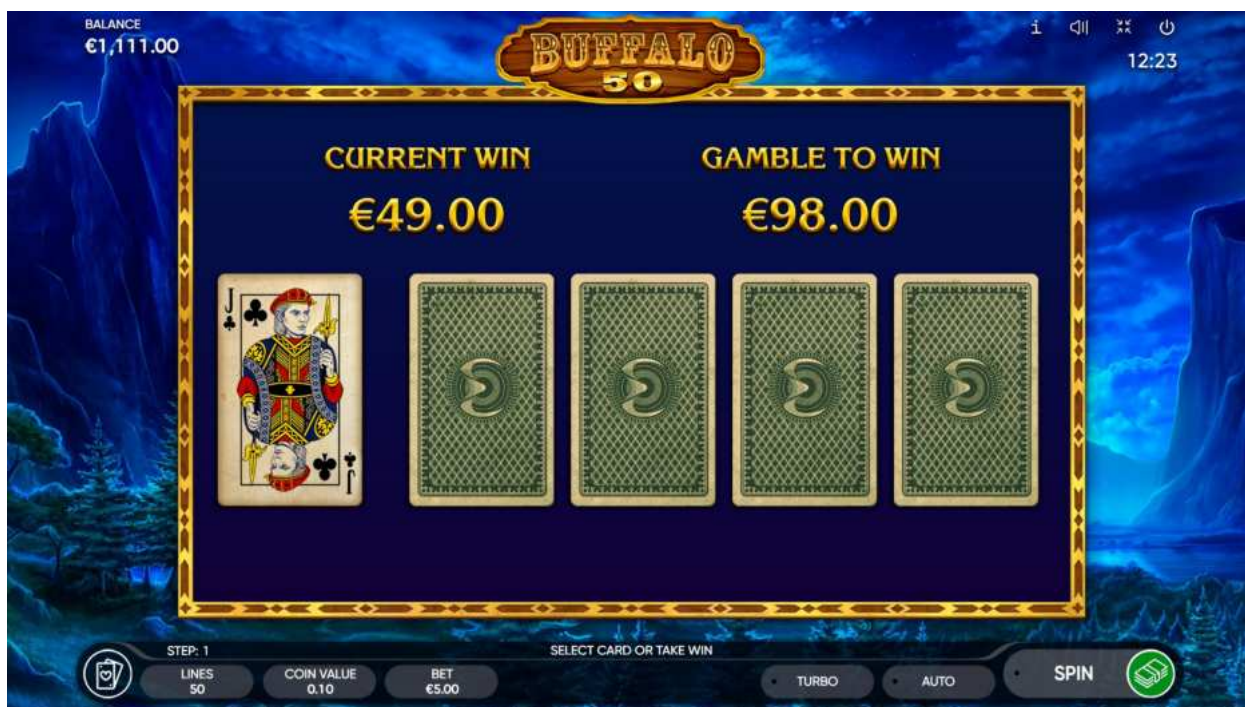 BALANCE
€1,111.00
BUFFALO
50
12:23
CURRENT WIN
GAMBLE TO WIN
€49.00
€98.00
J
J
STEP: 1
SELECT CARD OR TAKE WIN
LINES
50
COIN VALUE
0.10
BET
€5.00
TURBO
AUTO
SPIN